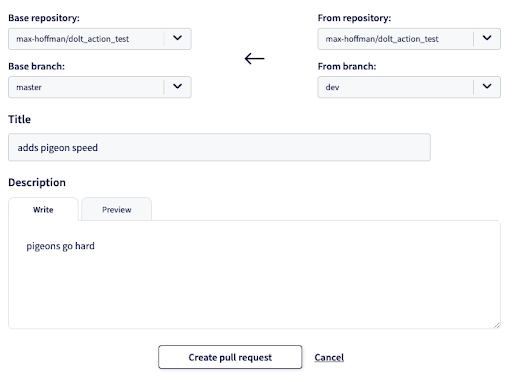 Base repository:
From repository:
max-hoffman/dolt_action_test
max-hoffman/dolt_action_test
Base branch:
From branch:
master
dev
Title
adds pigeon speed
Description
Write
Preview
pigeons go hard
Create pull request
Cancel